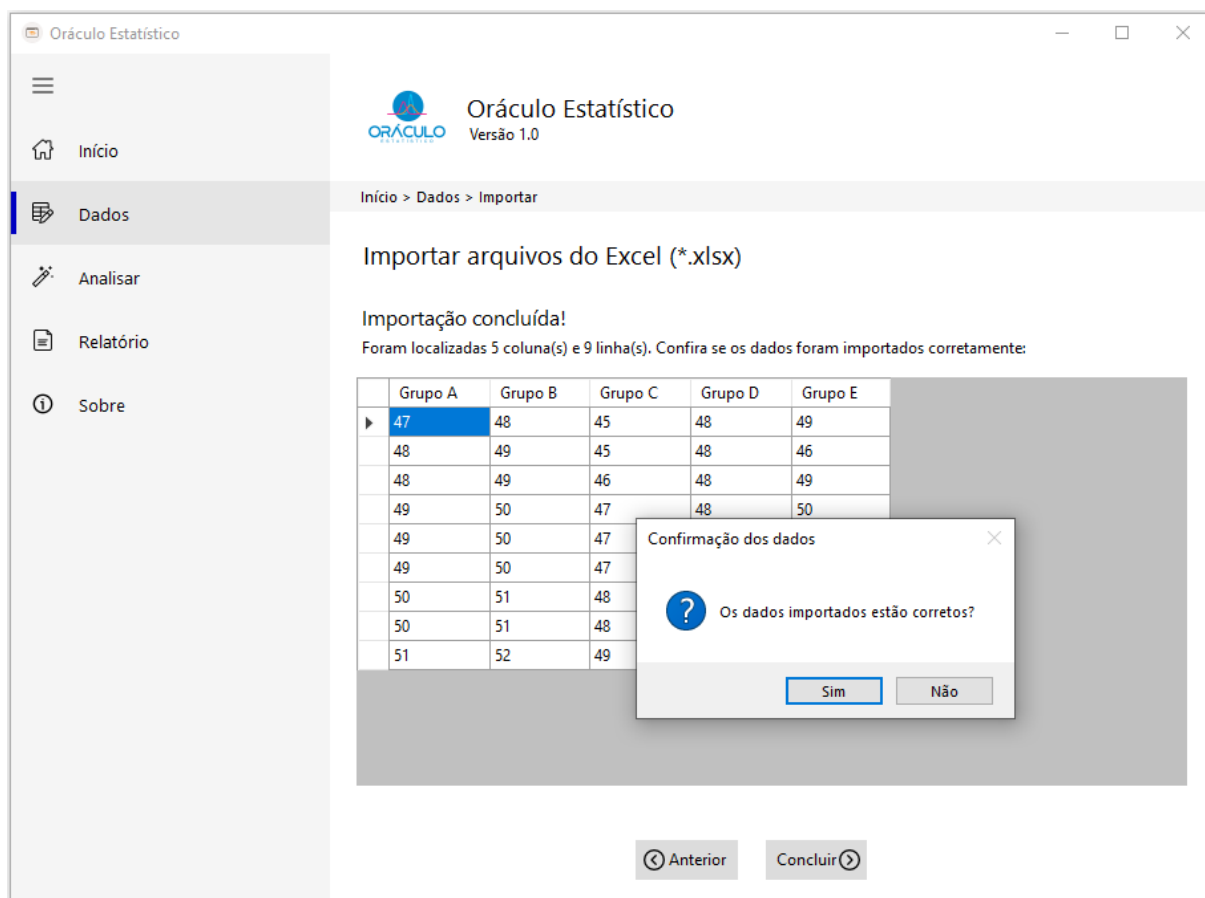 Oráculo Estatístico
Início
Dados
Analisar
Relatório
Sobre
ORÁCULO
ESTATÍSTICO
Oráculo Estatístico
Versão 1.0
Início > Dados > Importar
Importar arquivos do Excel (*.xlsx)
Importação concluída!
Foram localizadas 5 coluna(s) e 9 linha(s). Confira se os dados foram importados corretamente:
Grupo A Grupo B Grupo C Grupo D Grupo E
47 48 45 48 49
48 49 45 48 46
48 49 46 48 49
49 50 47 48 50
49 50 47
49 50 47
50 51 48
50 51 48
51 52 49
Confirmação dos dados
Os dados importados estão corretos?
Sim Não
Anterior Concluir